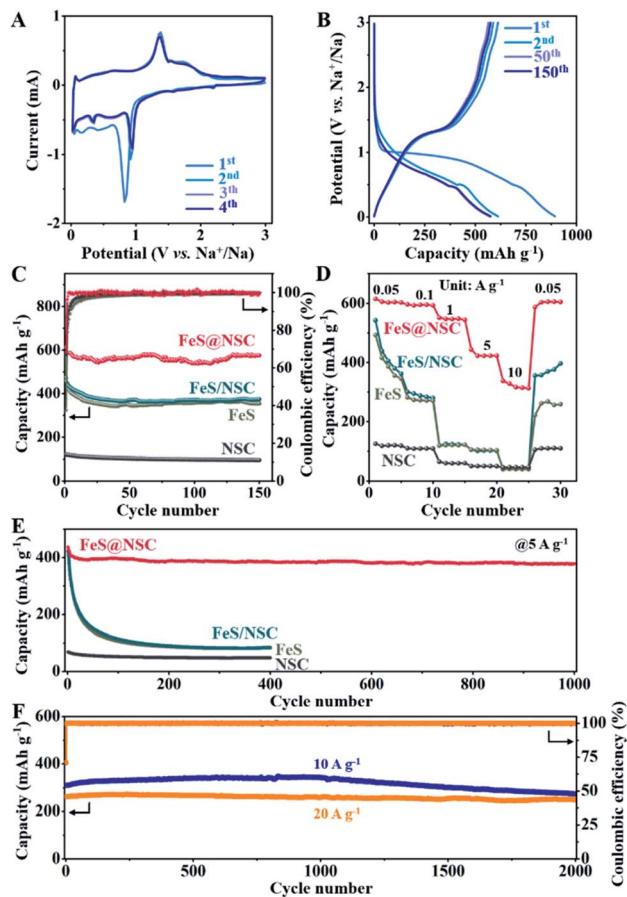 A
Current (mA)
1
0
-1
-2
1st
2nd
3th
4th
0 1 2 3
Potential (V vs. Na+/Na)
B
Potential (V vs. Na+/Na)
3
2
1
0
1st
2nd
50th
150th
0 250 500 750 1000
Capacity (mAh g-1)
C
Capacity (mAh g-1)
800
600
400
200
0
FeS@NSC
FeS/NSC
FeS
NSC
100
80
60
40
20
0
Coulombic efficiency (%)
0 50 100 150
Cycle number
D
Capacity (mAh g-1)
600
400
200
0
Unit: A g-1
0.05
0.1
1
5
10
0.05
FeS@NSC
FeS/NSC
FeS
NSC
0 10 20 30
Cycle number
E
Capacity (mAh g-1)
400
200
0
FeS@NSC
@5 A g-1
FeS/NSC
FeS
NSC
0 200 400 600 800 1000
Cycle number
F
Capacity (mAh g-1)
600
400
200
0
10 A g-1
20 A g-1
100
75
50
25
0
Coulombic efficiency (%)
0 500 1000 1500 2000
Cycle number